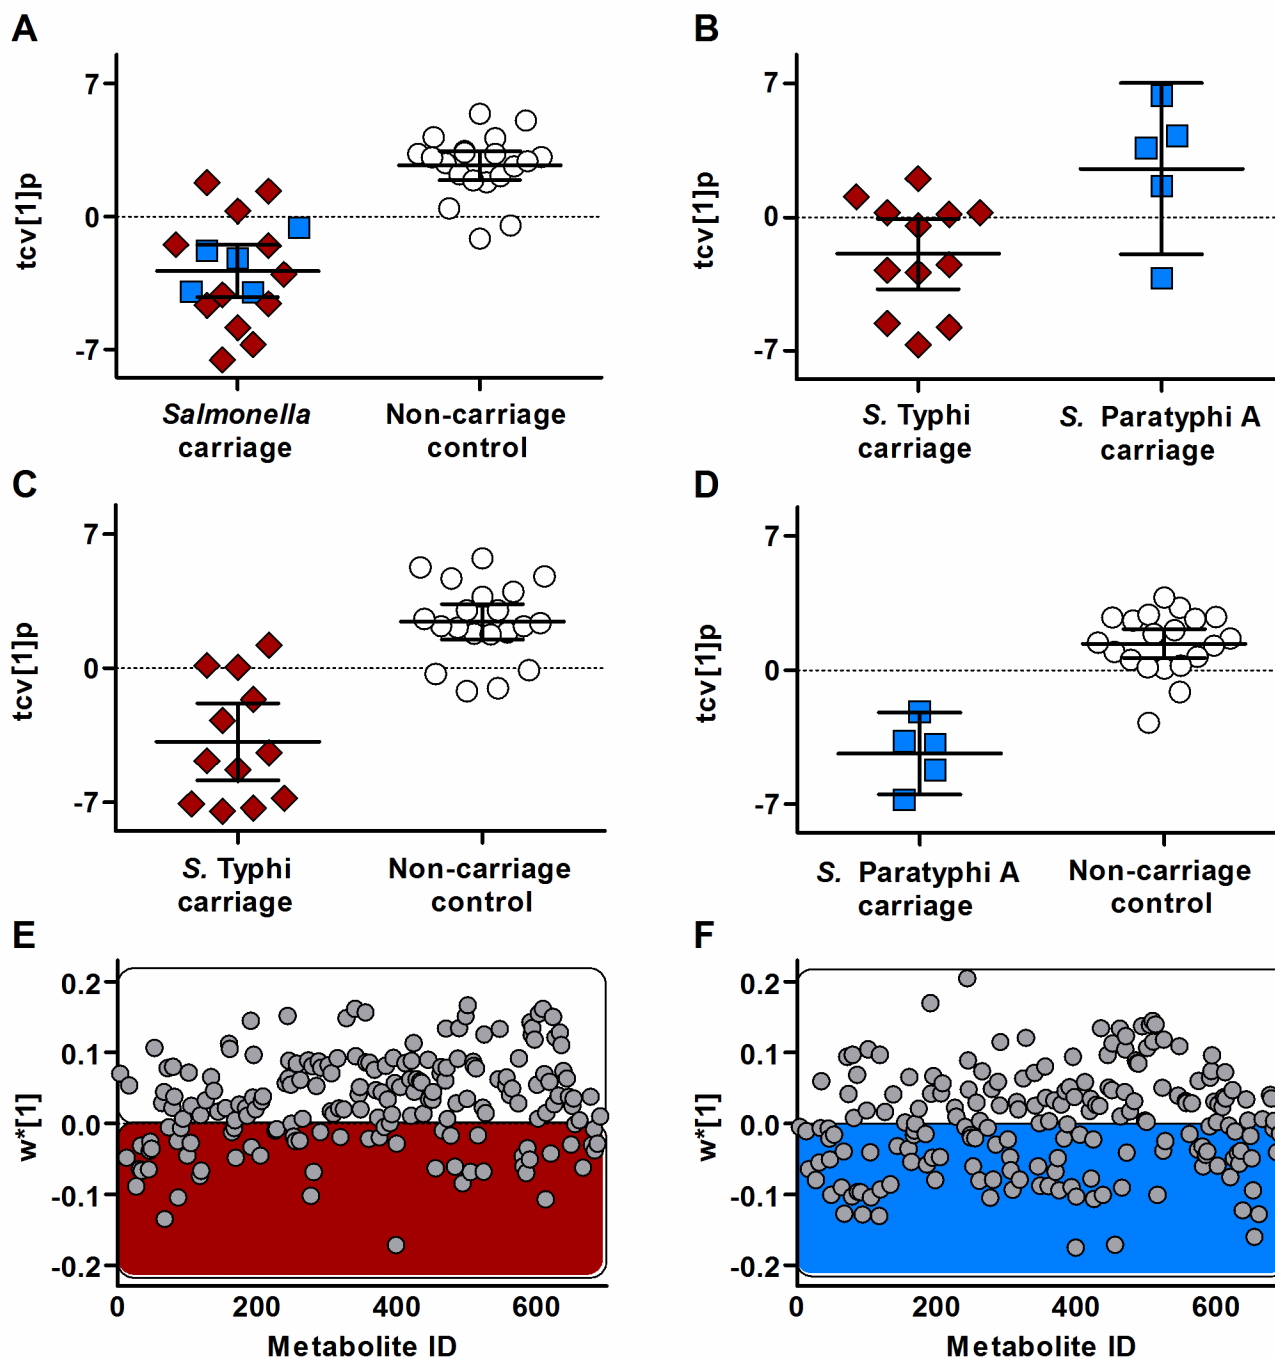 A
7
0
-7
tcv[1]p
Salmonella
carriage
Non-carriage
control
B
7
0
-7
tcv[1]p
S. Typhi
carriage
S. Paratyphi A
carriage
C
7
0
-7
tcv[1]p
S. Typhi
carriage
Non-carriage
control
D
7
0
-7
tcv[1]p
S. Paratyphi A
carriage
Non-carriage
control
E
0.2
0.1
0.0
-0.1
-0.2
w*[1]
0 200 400 600
Metabolite ID
F
0.2
0.1
0.0
-0.1
-0.2
w*[1]
0 200 400 600
Metabolite ID